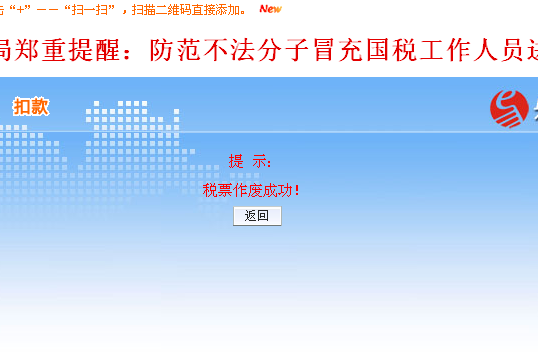 “+”——“扫一扫”，扫描二维码直接添加。 New
局郑重提醒：防范不法分子冒充国税工作人员进
扣款
提 示：
税票作废成功！
返回